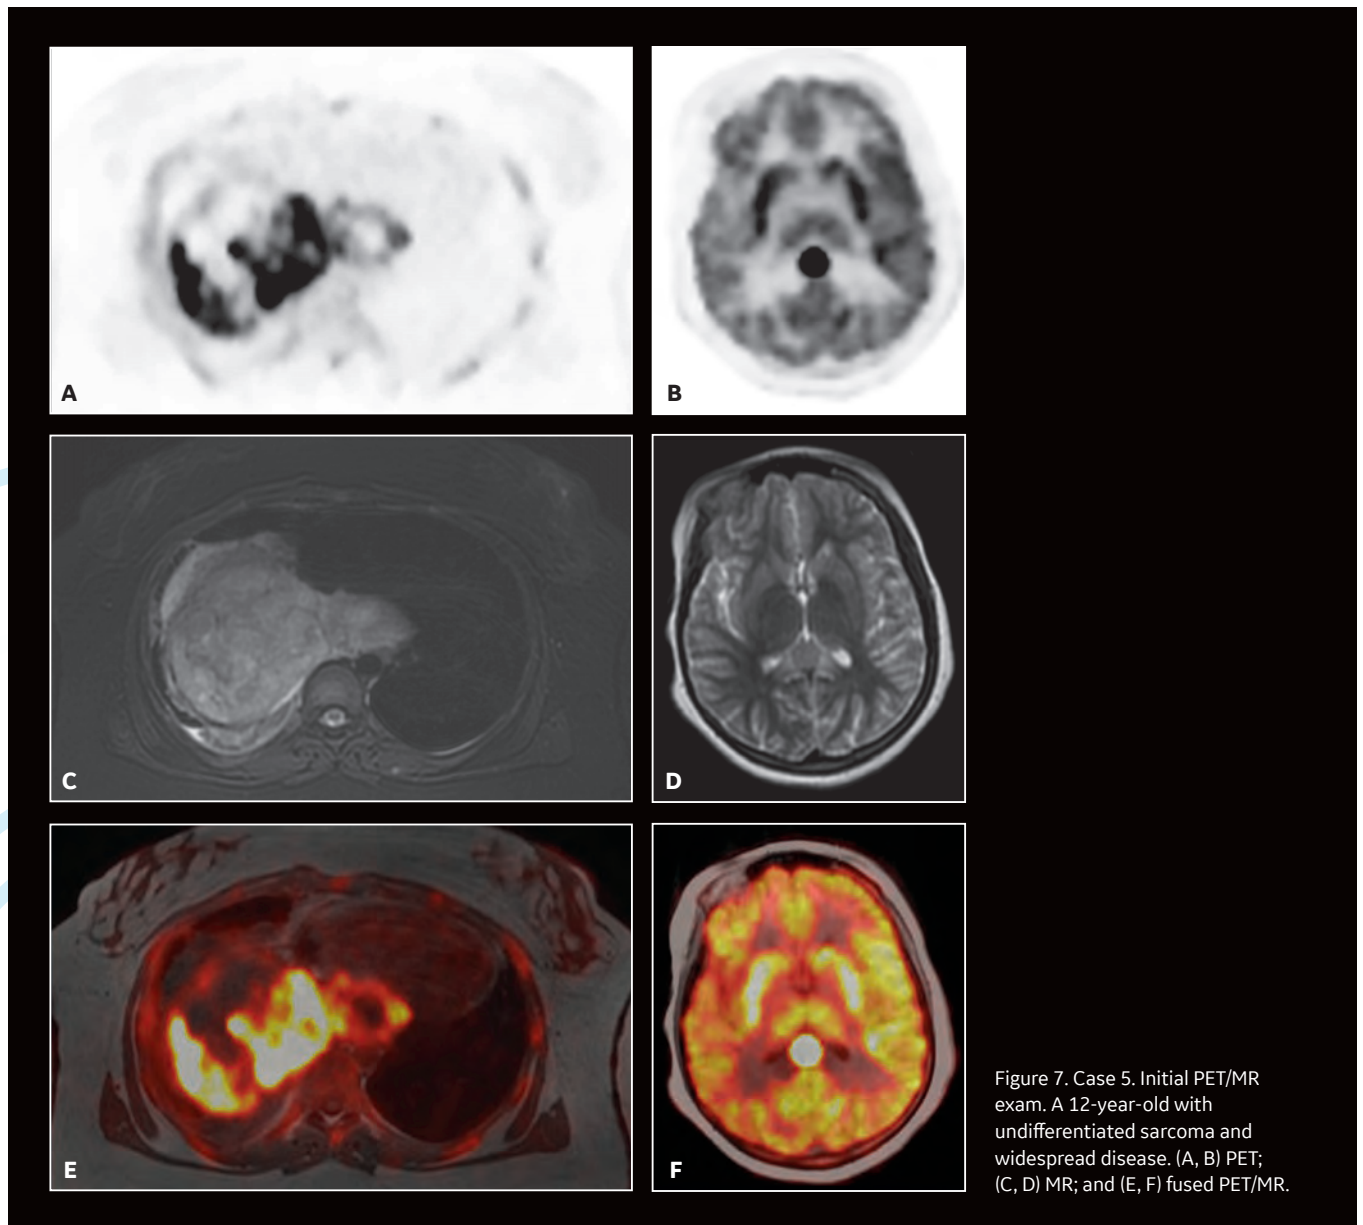 A
B
C
D
E
F
Figure 7. Case 5. Initial PET/MR
exam. A 12-year-old with
undifferentiated sarcoma and
widespread disease. (A, B) PET;
(C, D) MR; and (E, F) fused PET/MR.